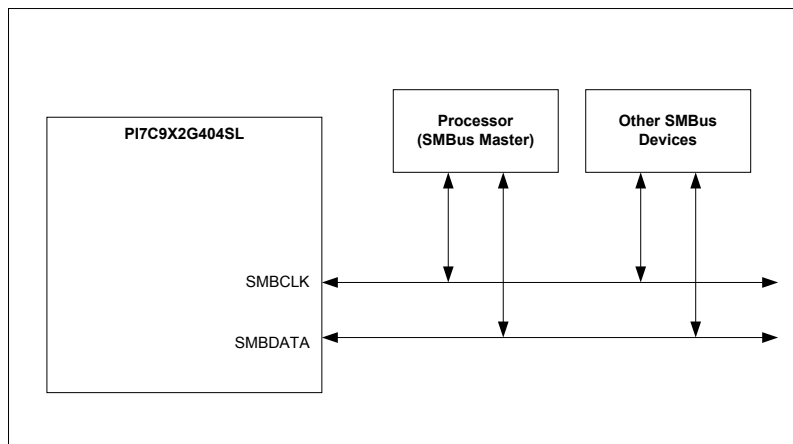 PI7C9X2G404SL
Processor
(SMBus Master)
Other SMBus
Devices
SMBCLK
SMBDATA